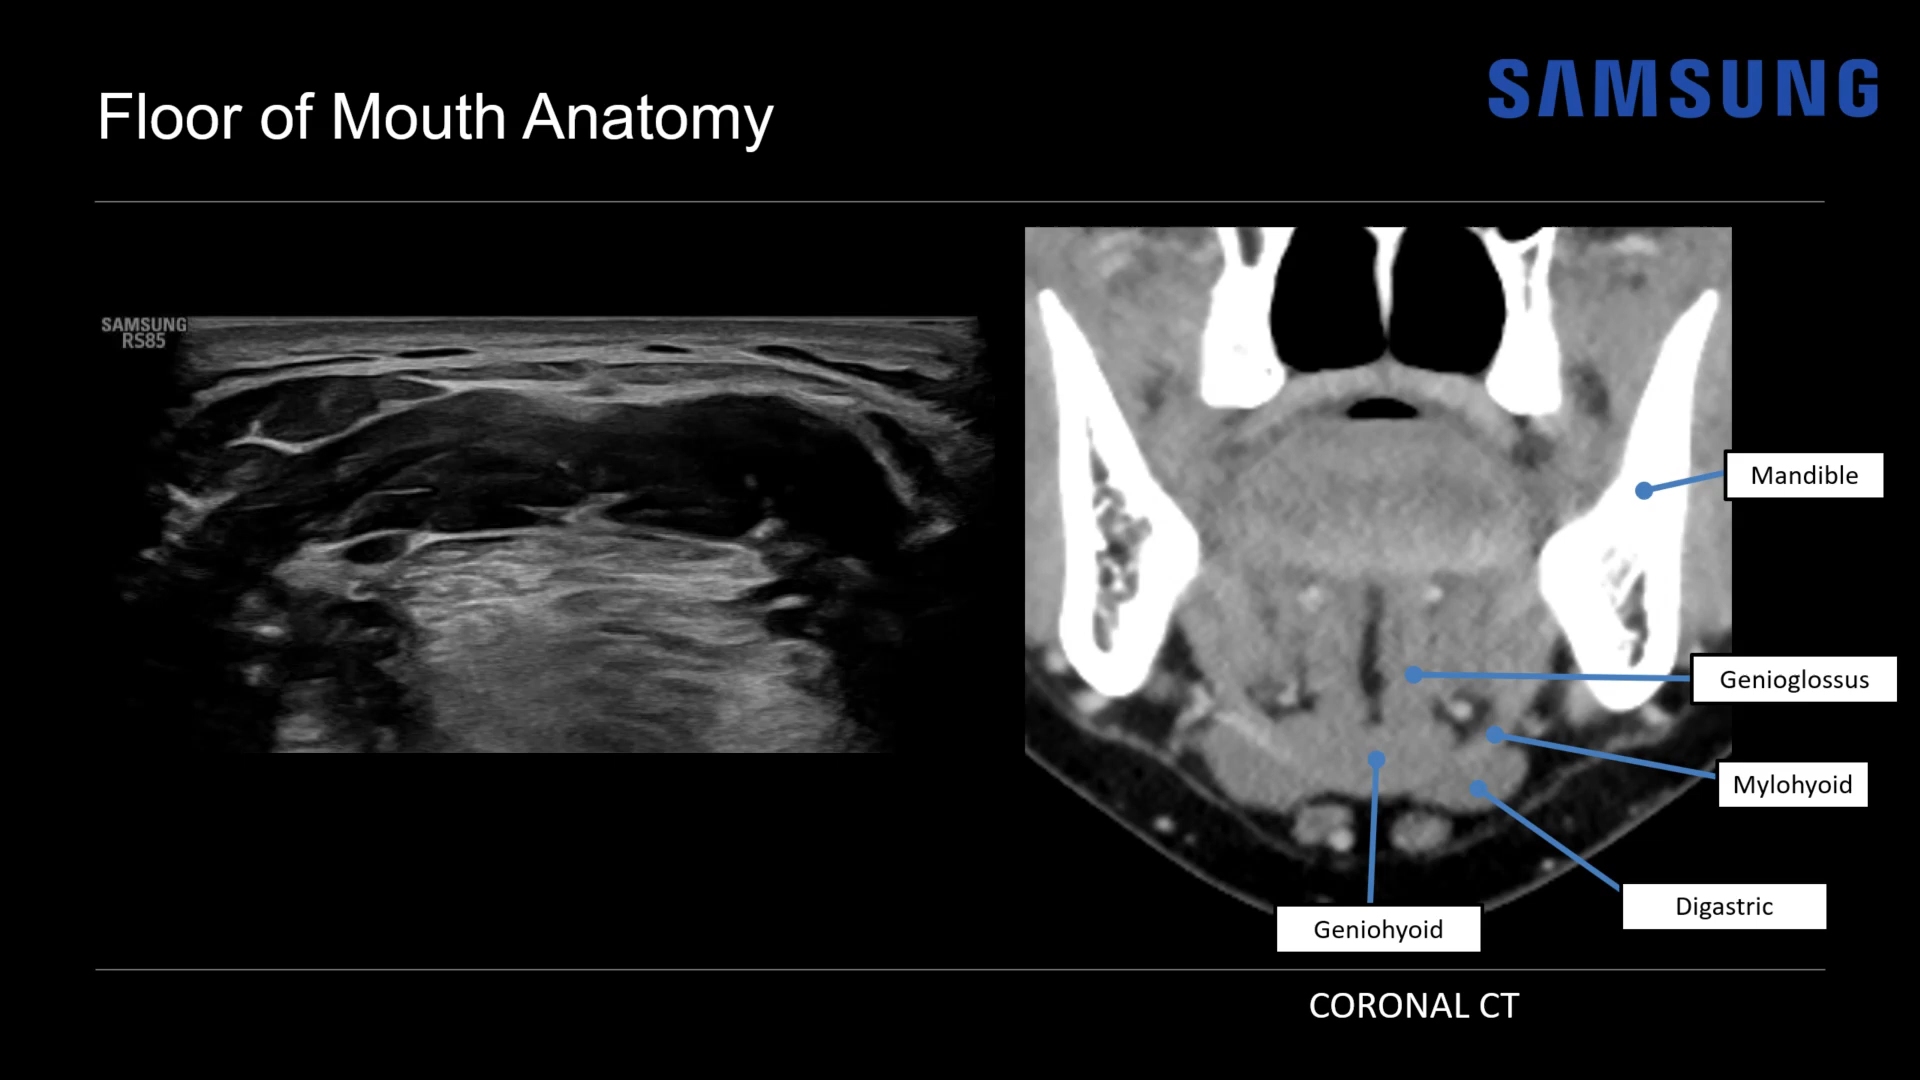 SAMSUNG
Floor of Mouth Anatomy
SAMSUNG
RS85
Mandible
Genioglossus
Mylohyoid
Digastric
Geniohyoid
CORONAL CT